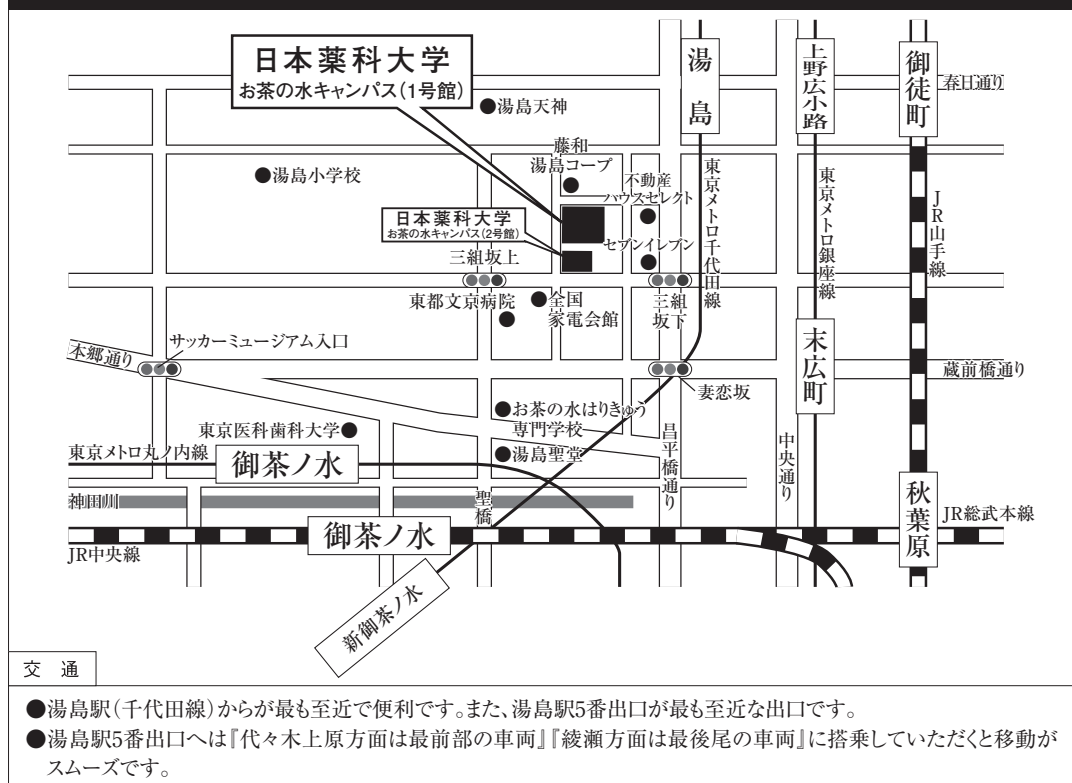 日本薬科大学
お茶の水キャンパス(1号館)
湯島
上野広小路
御徒町
春日通り
●湯島天神
藤和
湯島コープ
●湯島小学校
不動産
ハウスセレクト
東京メトロ千代田線
東京メトロ銀座線
JR山手線
日本薬科大学
お茶の水キャンパス(2号館)
セブンイレブン
三組坂上
三組
坂下
東都文京病院
全国
家電会館
本郷通り
サッカーミュージアム入口
末広町
蔵前橋通り
妻恋坂
●お茶の水はりきゅう
専門学校
東京医科歯科大学●
●湯島聖堂
昌平橋通り
中央通り
東京メトロ丸ノ内線
御茶ノ水
神田川
聖橋
秋葉原
JR総武本線
御茶ノ水
JR中央線
新御茶ノ水
交 通
●湯島駅(千代田線)からが最も至近で便利です。また、湯島駅5番出口が最も至近な出口です。
●湯島駅5番出口へは『代々木上原方面は最前部の車両』『綾瀬方面は最後尾の車両』に搭乗していただくと移動が
スムーズです。